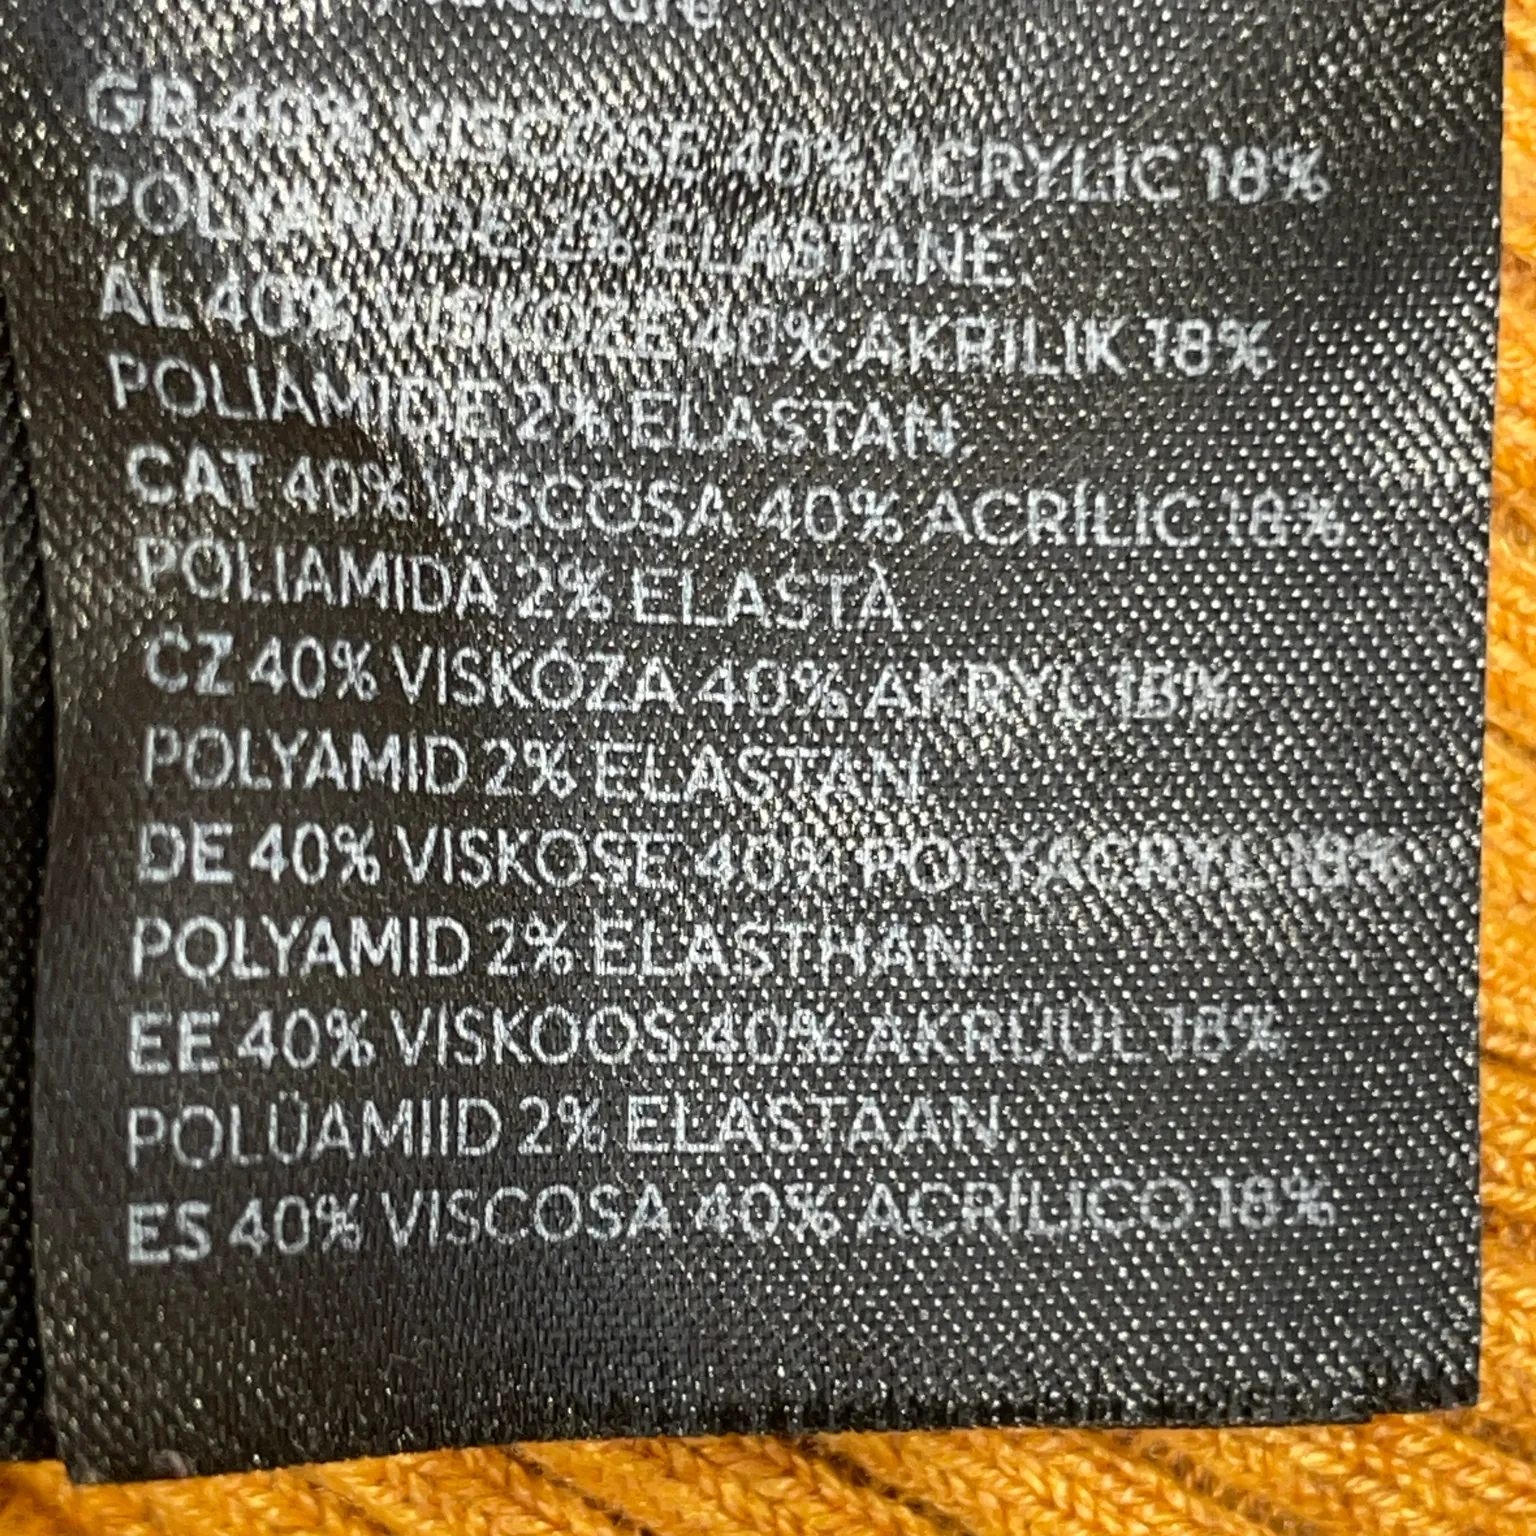 GB 40% VISCOSE 40% ACRYLIC 18%
POLYAMIDE 2% ELASTANE.
AL 40% VISKOZË 40% AKRILIK 18%
POLIAMIDE 2% ELASTAN.
CAT 40% VISCOSA 40% ACRÍLIC 18%
POLIAMIDA 2% ELASTÀ.
CZ 40% VISKÓZA 40% AKRYL 18%
POLYAMID 2% ELASTAN.
DE 40% VISKOSE 40% POLYACRYL 18%
POLYAMID 2% ELASTHAN.
EE 40% VISKOOS 40% AKRÜÜL 18%
POLÜAMIID 2% ELASTAAN.
ES 40% VISCOSA 40% ACRÍLICO 18%